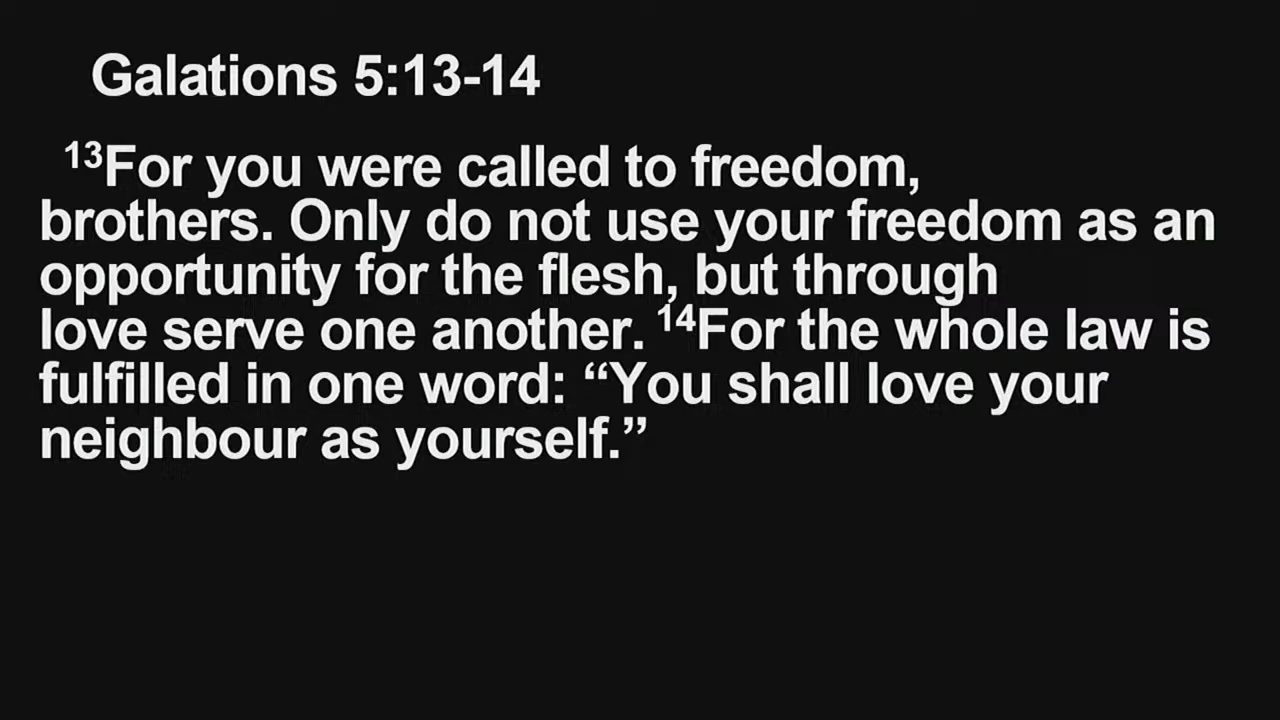 Galations 5:13-14
¹³For you were called to freedom,
brothers. Only do not use your freedom as an
opportunity for the flesh, but through
love serve one another. ¹⁴For the whole law is
fulfilled in one word: “You shall love your
neighbour as yourself.”